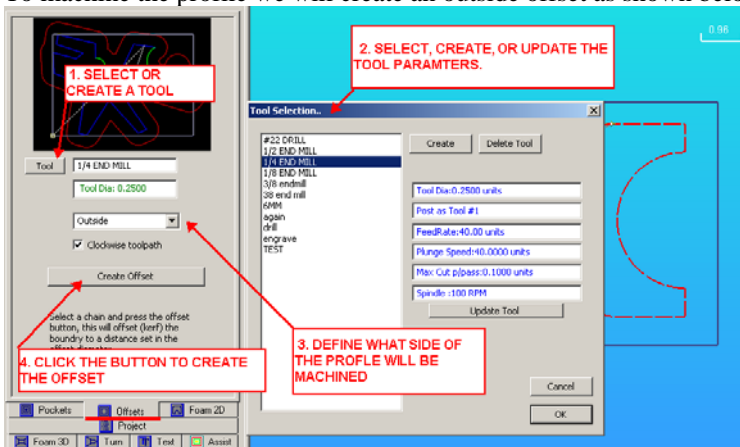 To machine the profile we will create an outside offset as shown below
0.96
1. SELECT OR
CREATE A TOOL
2. SELECT, CREATE, OR UPDATE THE
TOOL PARAMTERS.
Tool
1/4 END MILL
Tool Dia: 0.2500
Outside
Clockwise toolpath
Create Offset
Select a chain and press the offset
button, this will offset (kerf) the
boundry to a distance set in the
4. CLICK THE BUTTON TO CREATE
THE OFFSET
Pockets
Offsets
Foam 2D
Project
Foam 3D
Turn
Text
Assist
Tool Selection..
#22 DRILL
1/2 END MILL
1/4 END MILL
1/8 END MILL
3/8 endmill
38 end mill
6MM
again
drill
engrave
TEST
Create
Delete Tool
Tool Dia:0.2500 units
Post as Tool #1
FeedRate:40.00 units
Plunge Speed:40.0000 units
Max Cut p/pass:0.1000 units
Spindle :100 RPM
Update Tool
3. DEFINE WHAT SIDE OF
THE PROFLE WILL BE
MACHINED
Cancel
OK